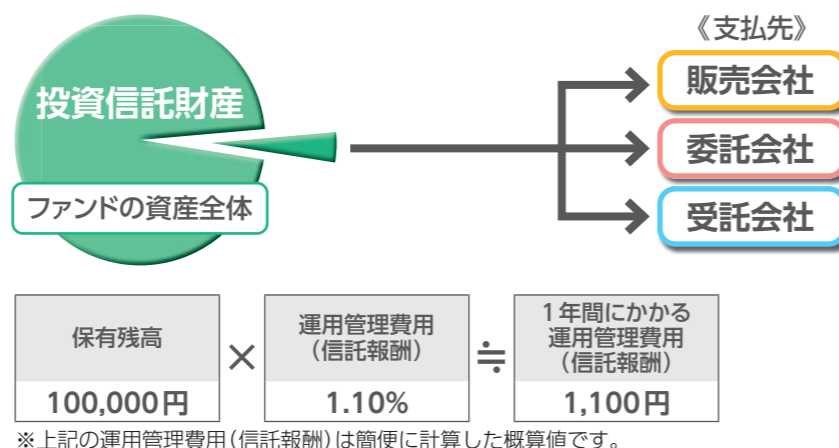 《支払先》
投資信託財産
ファンドの資産全体
販売会社
委託会社
受託会社
保有残高
100,000円
×
運用管理費用
(信託報酬)
1.10%
≒
1年間にかかる
運用管理費用
(信託報酬)
1,100円
※上記の運用管理費用(信託報酬)は簡便に計算した概算値です。